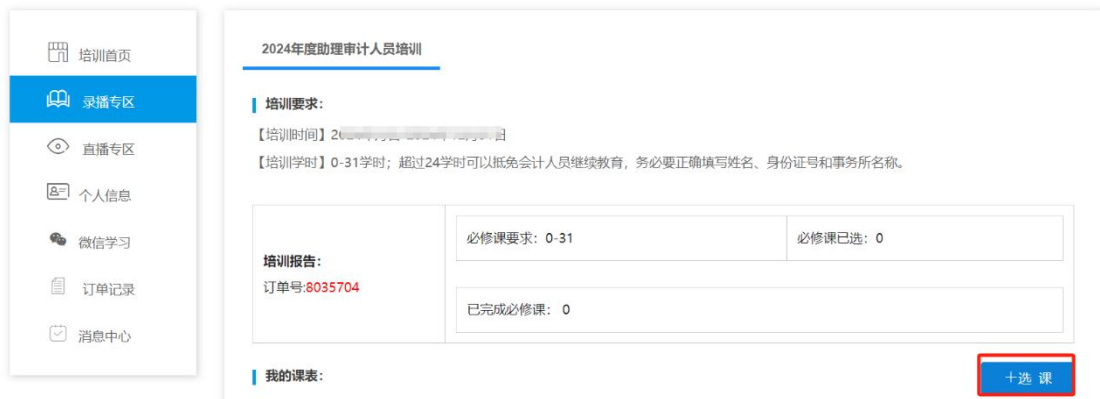 培训首页
录播专区
直播专区
个人信息
微信学习
订单记录
消息中心
2024年度助理审计人员培训
培训要求：
【培训时间】2
日
【培训学时】0-31学时；超过24学时可以抵免会计人员继续教育，务必要正确填写姓名、身份证号和事务所名称。
培训报告：
订单号:8035704
必修课要求：0-31
必修课已选：0
已完成必修课： 0
我的课表：
+选 课